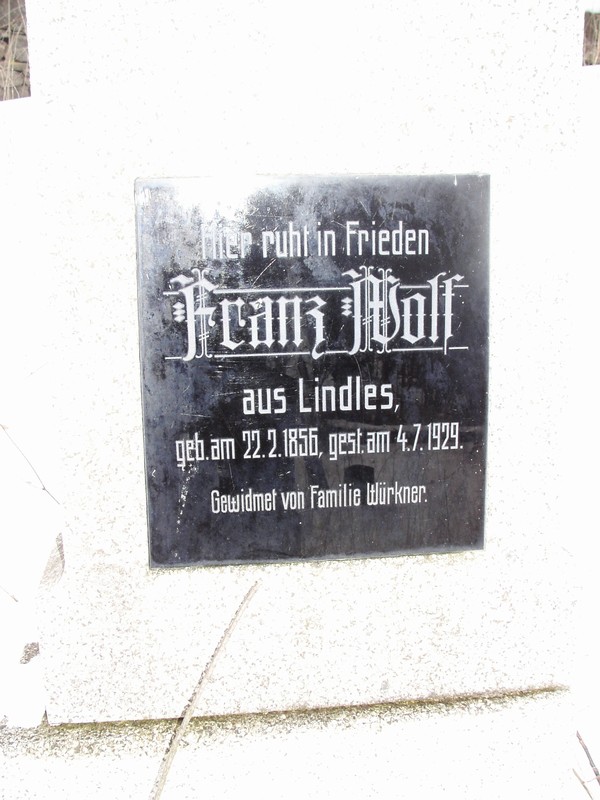 Hier ruht in Frieden
Franz Wolf
aus Lindles,
geb. am 22.2.1856, gest. am 4.7.1929.
Gewidmet von Familie Würkner.